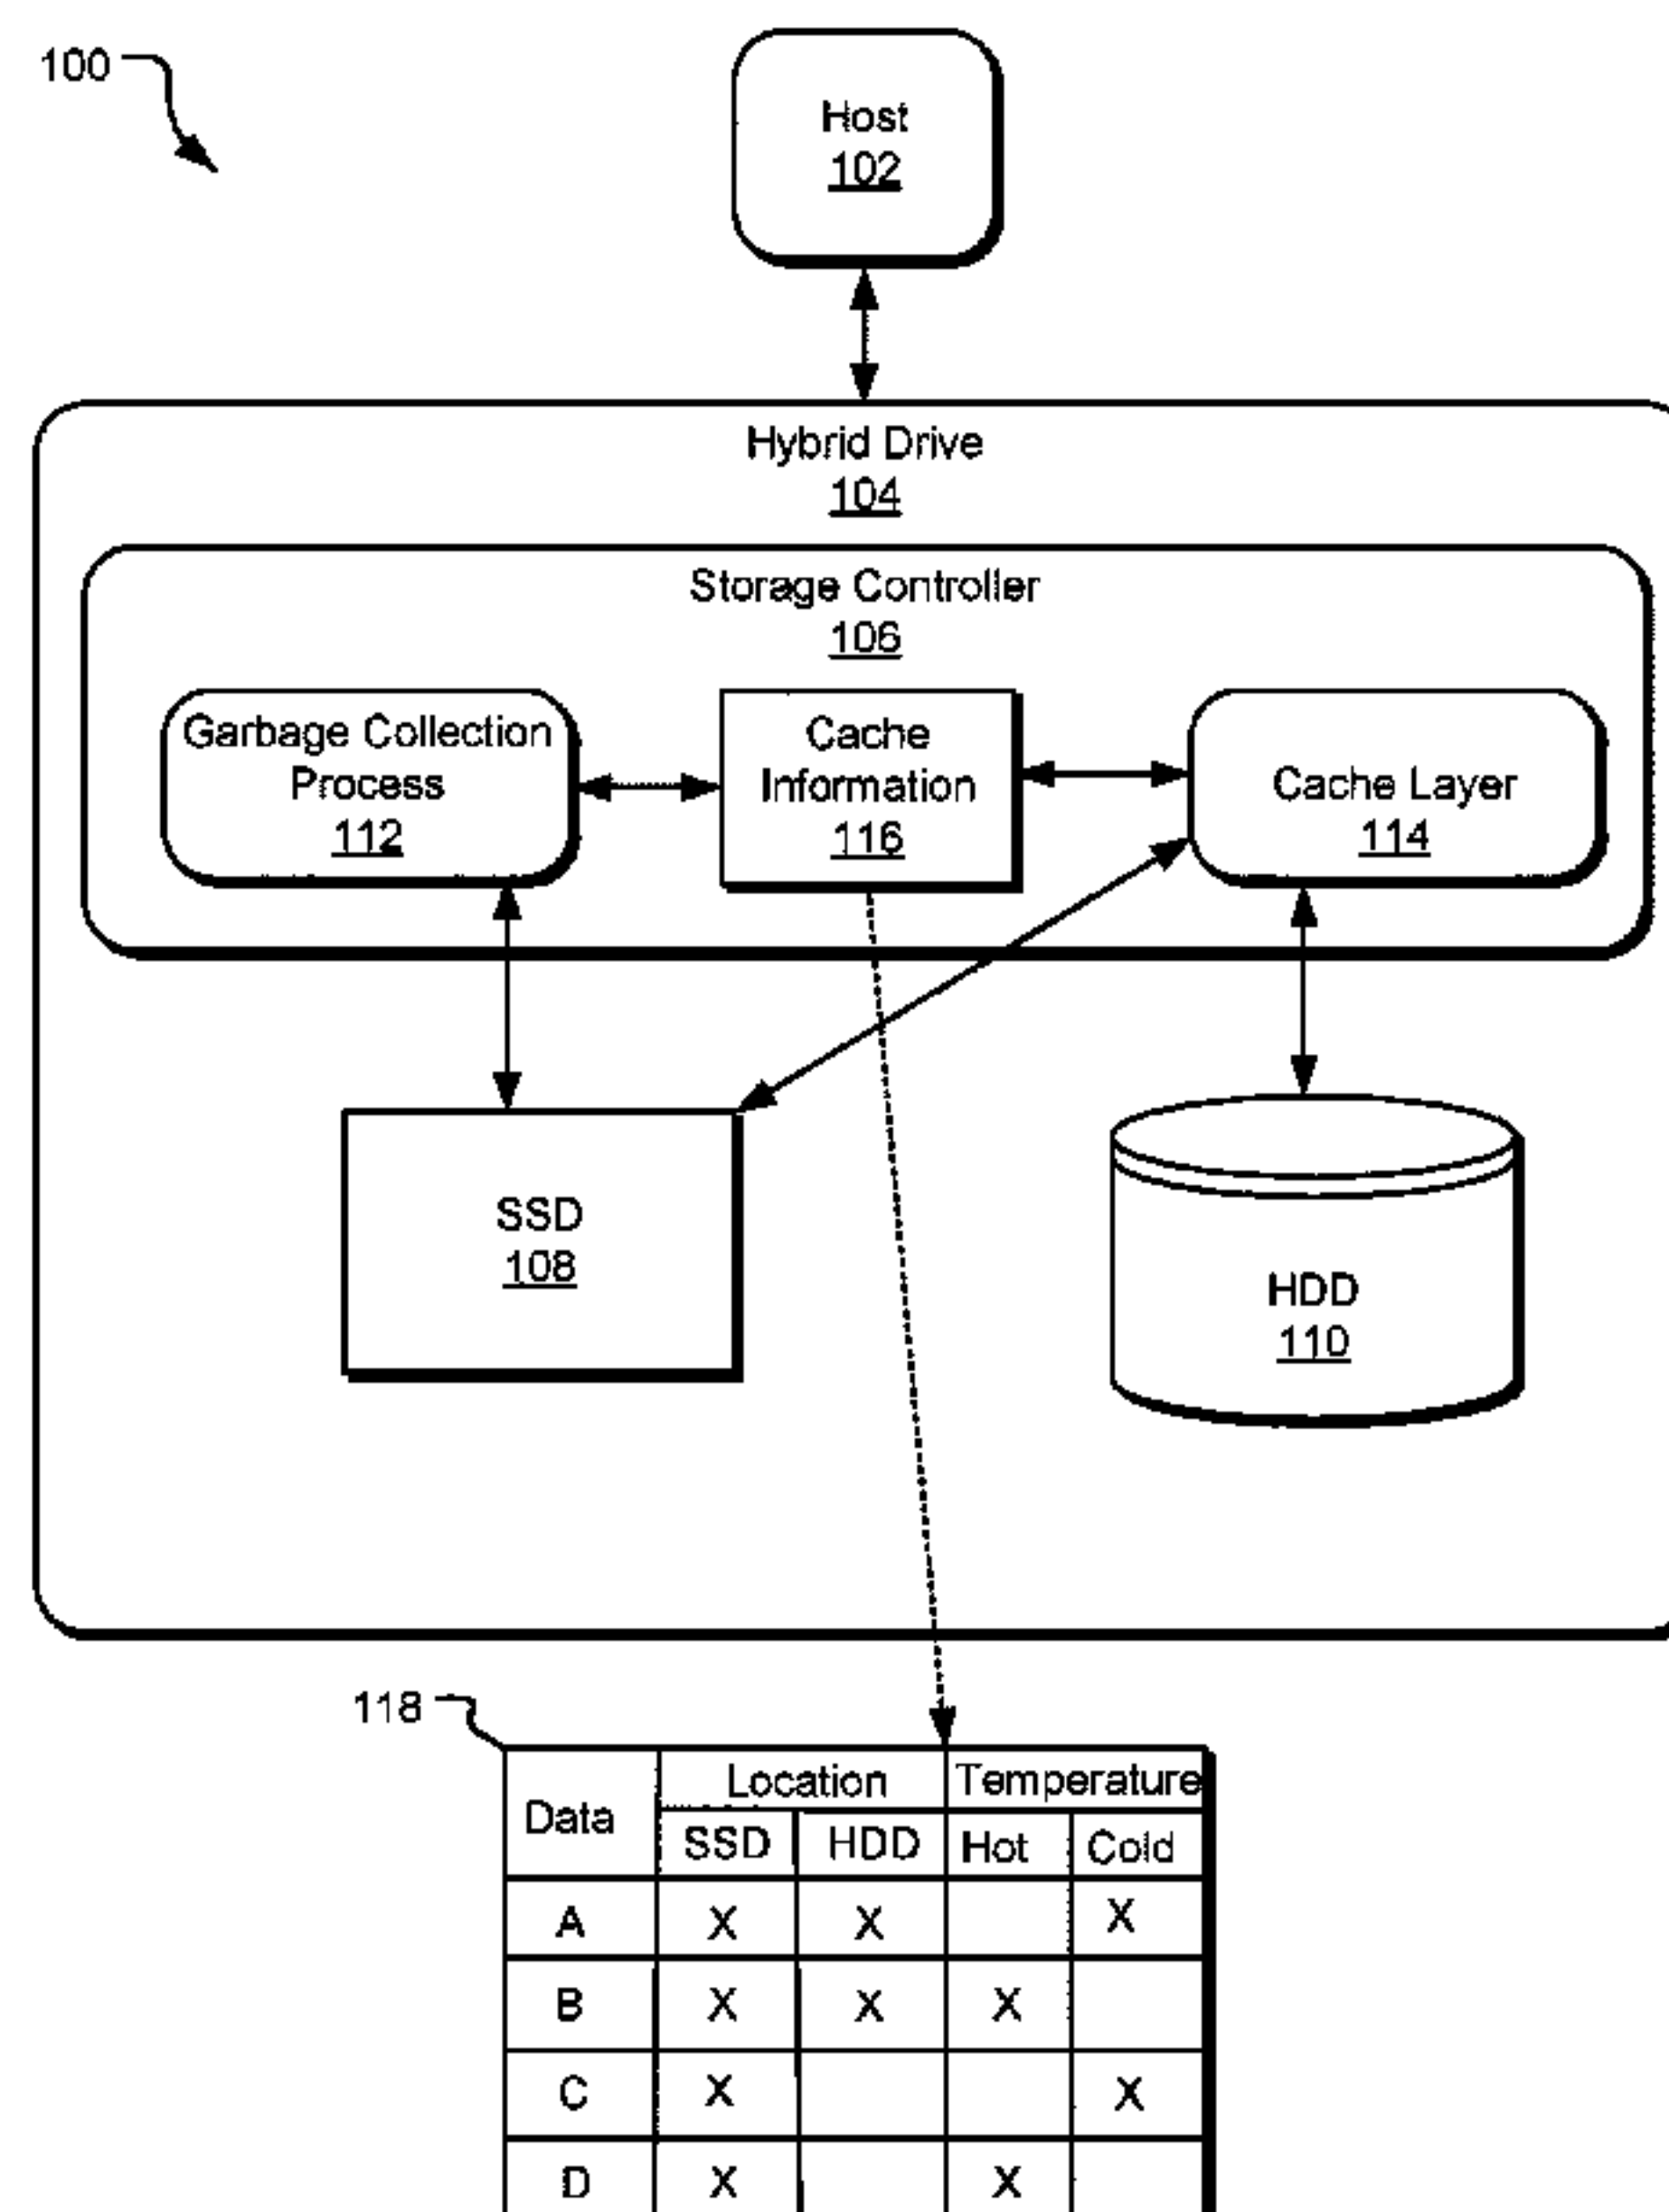 100
Host
102
Hybrid Drive
104
Storage Controller
106
Garbage Collection
Process
112
Cache
Information
116
Cache Layer
114
SSD
108
HDD
110
118
Data Location Temperature
SSD HDD Hot Cold
A X X X
B X X X
C X X
D X X